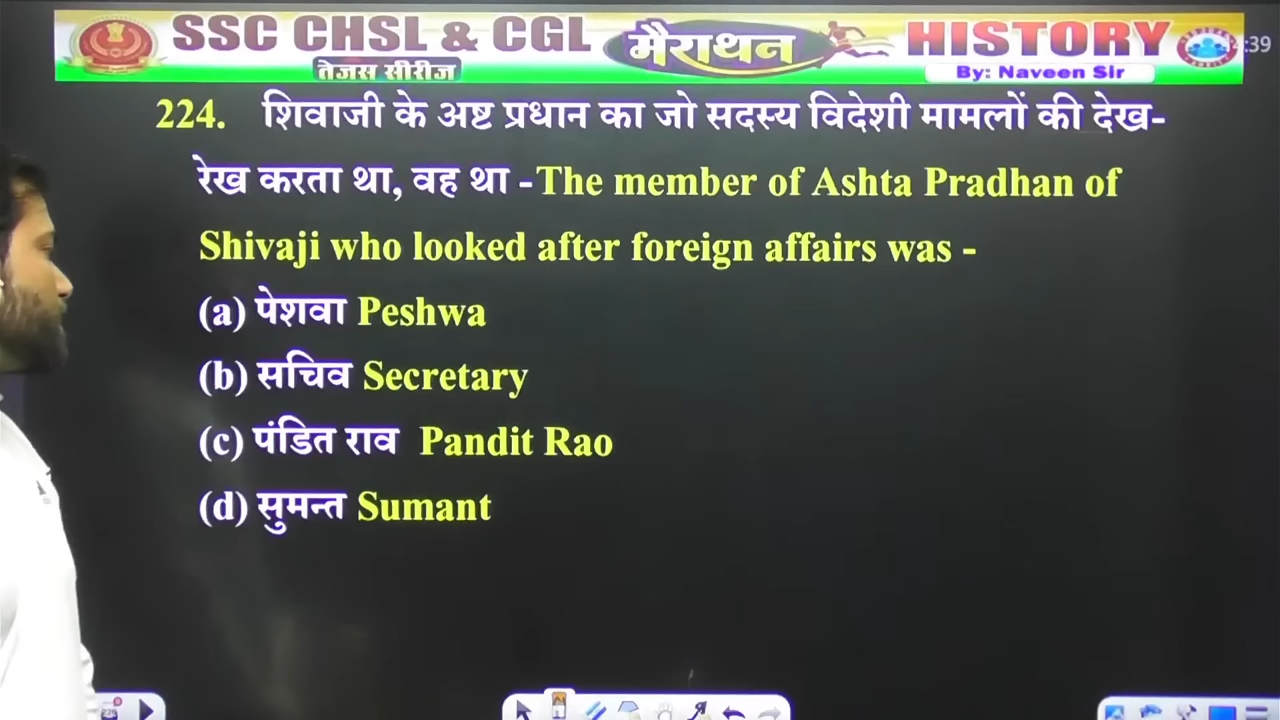 SSC CHSL & CGL मैराथन HISTORY
तेजस सीरीज By: Naveen Sir
:39
224. शिवाजी के अष्ट प्रधान का जो सदस्य विदेशी मामलों की देख-
रेख करता था, वह था -The member of Ashta Pradhan of
Shivaji who looked after foreign affairs was -
(a) पेशवा Peshwa
(b) सचिव Secretary
(c) पंडित राव Pandit Rao
(d) सुमन्त Sumant